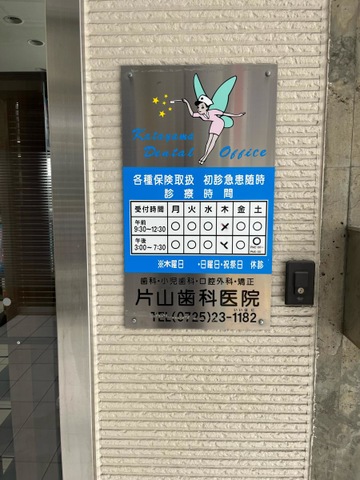 Katayama
Dental Office
各種保険取扱 初診急患随時
診療時間
受付時間 月 火 水 木 金 土
午前
9:30~12:30 ○ ○ ○ ✕ ○ ○
午後
3:00~7:30 ○ ○ ○ ✕ ○ ○
※木曜日 ・日曜日・祝祭日 休診
歯科・小児歯科・口腔外科・矯正
片山歯科医院
TEL(0725)23-1182